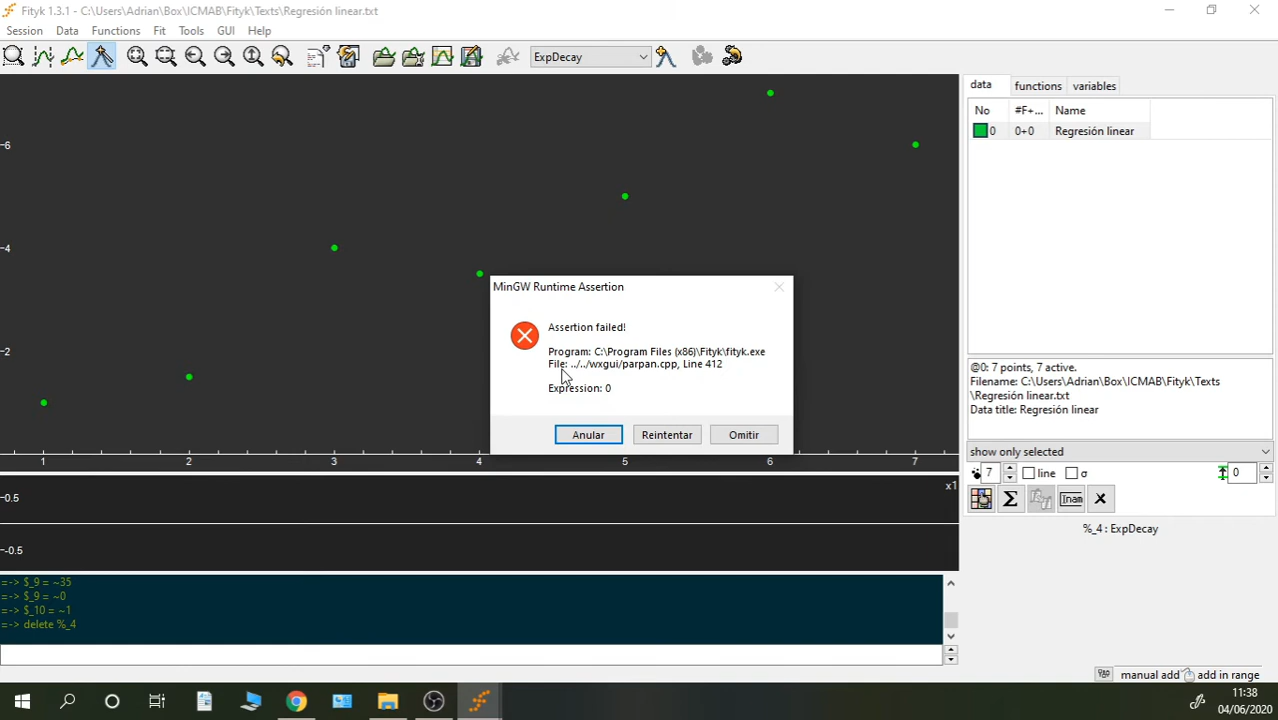 Fityk 1.3.1 - C:\Users\Adrian\Box\ICMAB\Fityk\Texts\Regresión linear.txt
Session Data Functions Fit Tools GUI Help
ExpDecay
data functions variables
No #F+... Name
0 0+0 Regresión linear
6
4
2
MinGW Runtime Assertion
Assertion failed!
Program: C:\Program Files (x86)\Fityk\fityk.exe
File: ../../wxgui/parpan.cpp, Line 412
Expression: 0
Anular Reintentar Omitir
1 2 3 4 5 6 7
x1
0.5
-0.5
@0: 7 points, 7 active.
Filename: C:\Users\Adrian\Box\ICMAB\Fityk\Texts
\Regresión linear.txt
Data title: Regresión linear
show only selected
7 line σ 0
Σ Inam x
%_4 : ExpDecay
=-> $_9 = ~35
=-> $_9 = ~0
=-> $_10 = ~1
=-> delete %_4
manual add add in range
11:38
04/06/2020